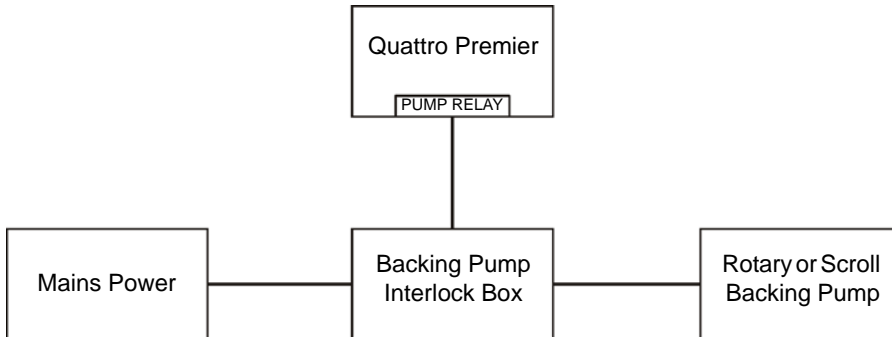 Quattro Premier
PUMP RELAY
Mains Power
Backing Pump
Interlock Box
Rotary or Scroll
Backing Pump